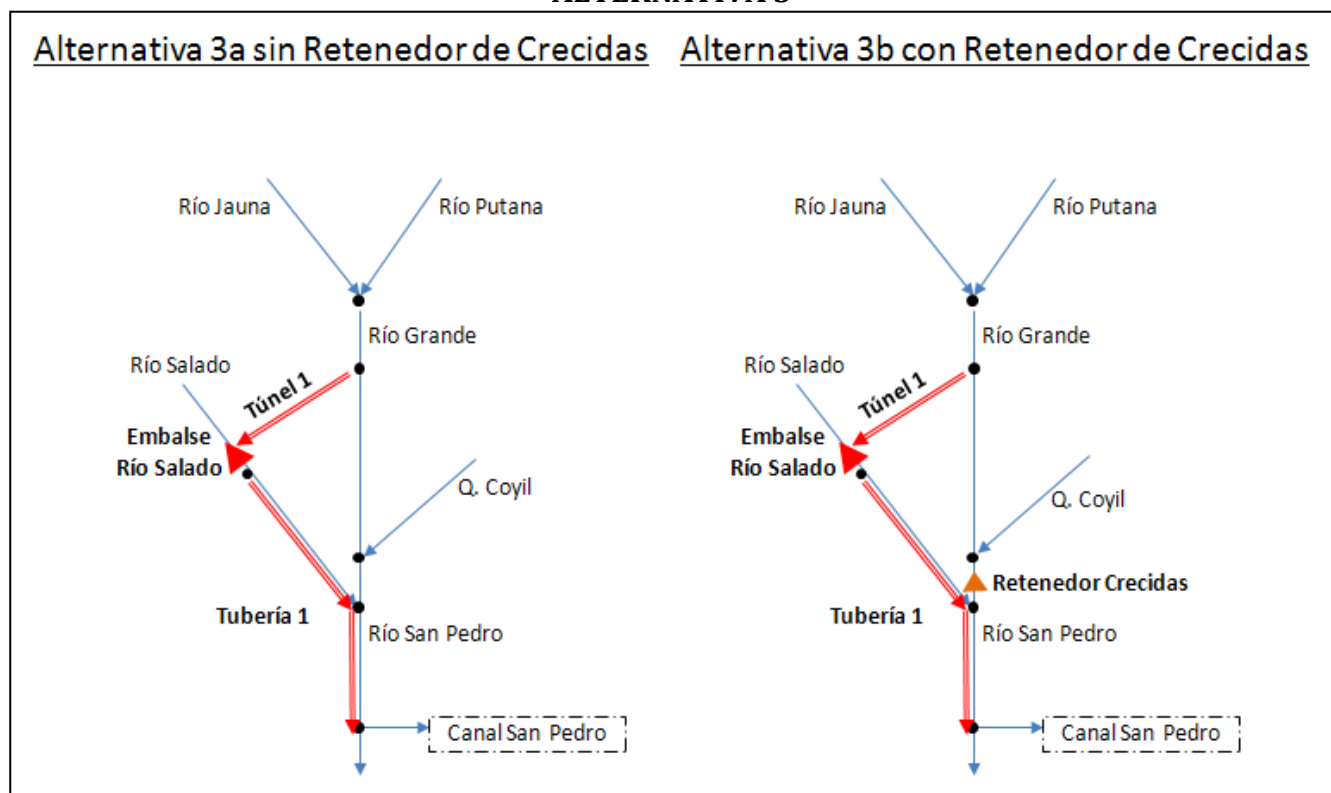 ALTERNATIVA 3
Alternativa 3a sin Retenedor de Crecidas
Río Jauna
Río Putana
Río Grande
Río Salado
Túnel 1
Embalse
Río Salado
Q. Coyil
Tubería 1
Río San Pedro
Canal San Pedro
Alternativa 3b con Retenedor de Crecidas
Río Jauna
Río Putana
Río Grande
Río Salado
Túnel 1
Embalse
Río Salado
Q. Coyil
Retenedor Crecidas
Tubería 1
Río San Pedro
Canal San Pedro